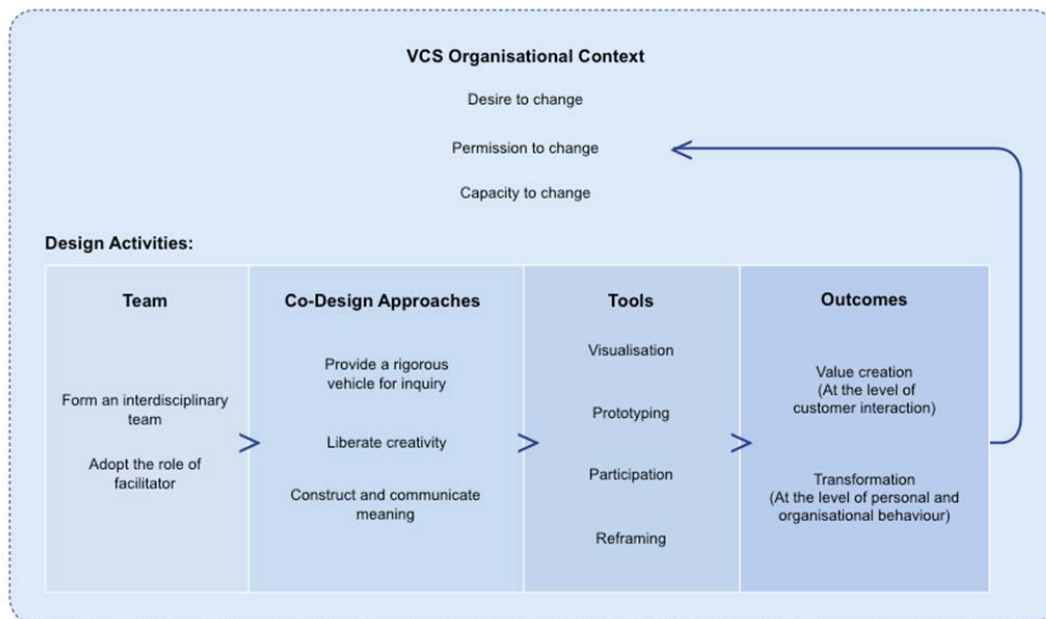 VCS Organisational Context
Desire to change
Permission to change
Capacity to change
Design Activities:
Team
Form an interdisciplinary
team
Adopt the role of
facilitator
Co-Design Approaches
Provide a rigorous
vehicle for inquiry
Liberate creativity
Construct and communicate
meaning
Tools
Visualisation
Prototyping
Participation
Reframing
Outcomes
Value creation
(At the level of
customer interaction)
Transformation
(At the level of personal and
organisational behaviour)